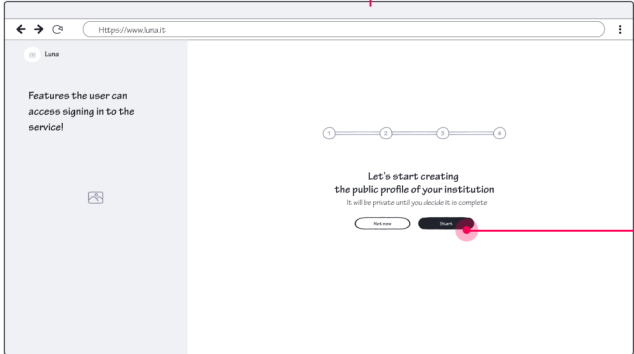 Https://www.luna.it
Luna
Features the user can
access signing in to the
service!
1 2 3 4
Let's start creating
the public profile of your institution
It will be private until you decide it is complete
Not now
Start